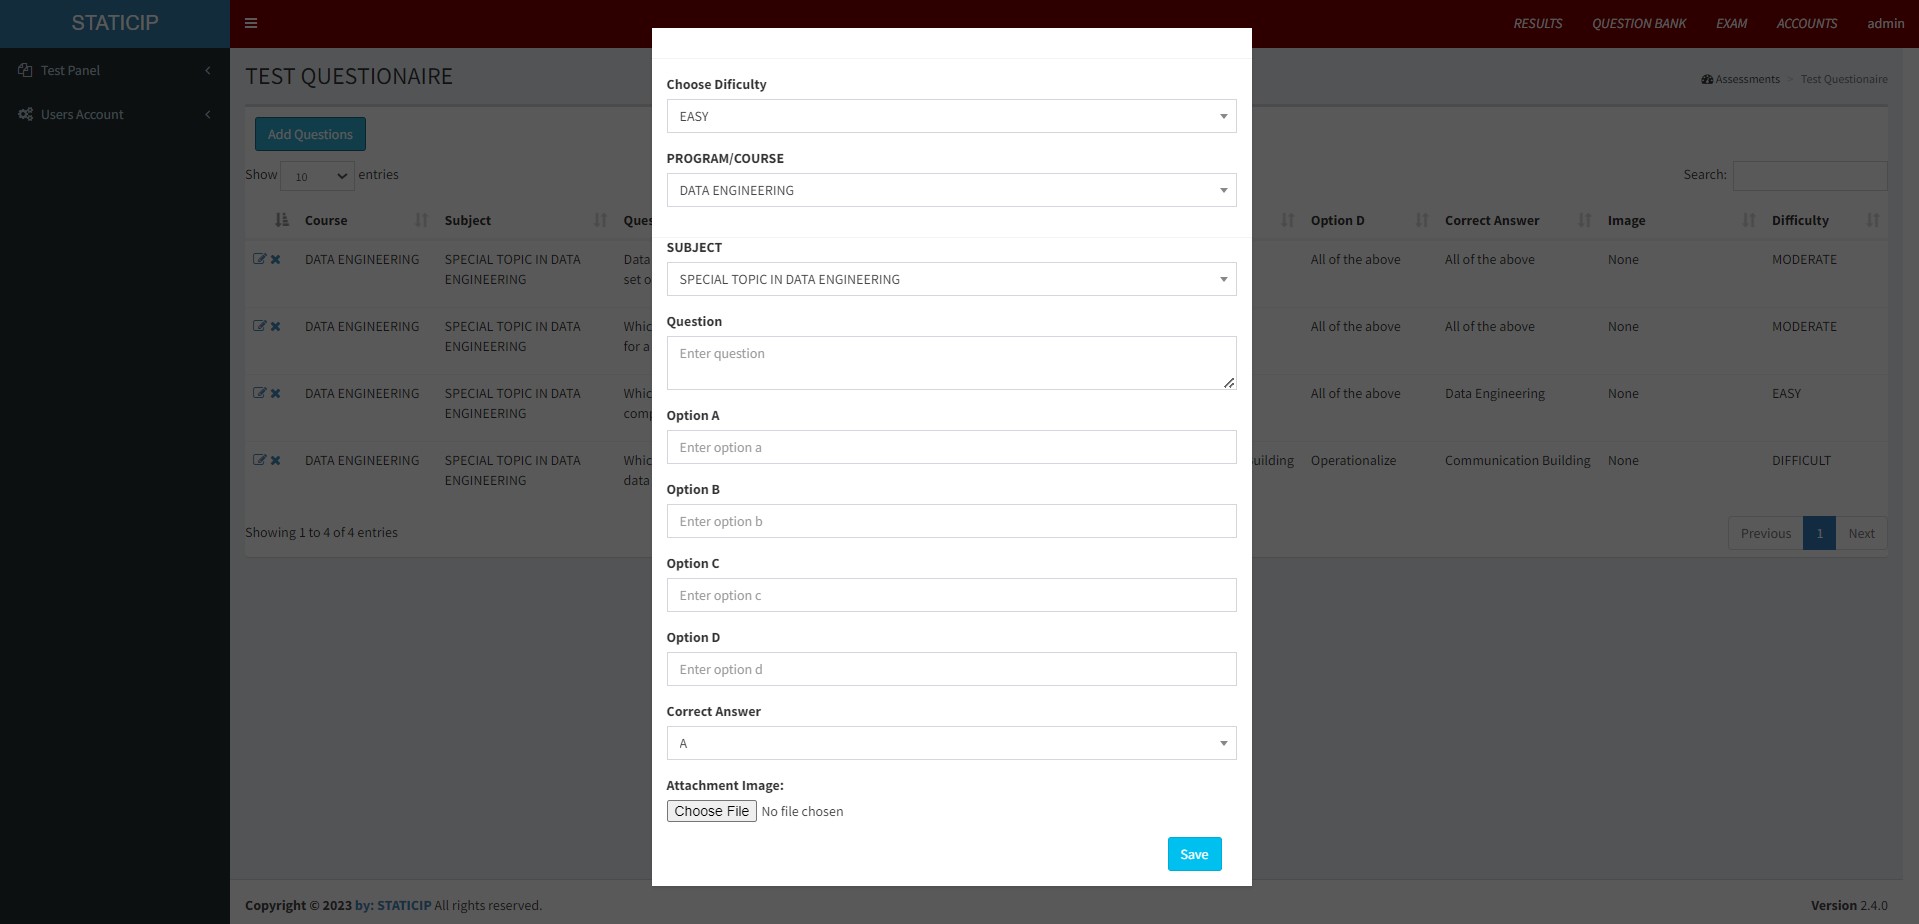 STATICIP
RESULTS
QUESTION BANK
EXAM
ACCOUNTS
admin
Test Panel
Users Account
TEST QUESTIONAIRE
Assessments > Test Questionaire
Add Questions
Show 10 entries
Search:
Course
Subject
Option D
Correct Answer
Image
Difficulty
DATA ENGINEERING
SPECIAL TOPIC IN DATA
ENGINEERING
Data
All of the above
All of the above
None
MODERATE
DATA ENGINEERING
SPECIAL TOPIC IN DATA
ENGINEERING
for a
All of the above
All of the above
None
MODERATE
DATA ENGINEERING
SPECIAL TOPIC IN DATA
ENGINEERING
All of the above
Data Engineering
None
EASY
DATA ENGINEERING
SPECIAL TOPIC IN DATA
ENGINEERING
data
Operationalize
Communication Building
None
DIFFICULT
Showing 1 to 4 of 4 entries
Previous 1 Next
Choose Dificulty
EASY
PROGRAM/COURSE
DATA ENGINEERING
SUBJECT
SPECIAL TOPIC IN DATA ENGINEERING
Question
Enter question
Option A
Enter option a
Option B
Enter option b
Option C
Enter option c
Option D
Enter option d
Correct Answer
A
Attachment Image:
Choose File No file chosen
Save
Copyright © 2023 by: STATICIP All rights reserved.
Version 2.4.0